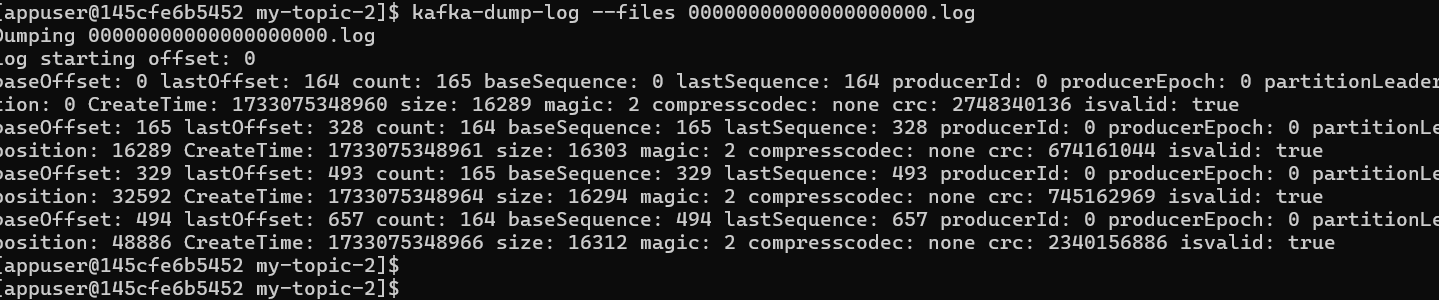 [appuser@145cfe6b5452 my-topic-2]$ kafka-dump-log --files 00000000000000000000.log
Dumping 00000000000000000000.log
Log starting offset: 0
baseOffset: 0 lastOffset: 164 count: 165 baseSequence: 0 lastSequence: 164 producerId: 0 producerEpoch: 0 partitionLeader
tion: 0 CreateTime: 1733075348960 size: 16289 magic: 2 compresscodec: none crc: 2748340136 isvalid: true
baseOffset: 165 lastOffset: 328 count: 164 baseSequence: 165 lastSequence: 328 producerId: 0 producerEpoch: 0 partitionLe
position: 16289 CreateTime: 1733075348961 size: 16303 magic: 2 compresscodec: none crc: 674161044 isvalid: true
baseOffset: 329 lastOffset: 493 count: 165 baseSequence: 329 lastSequence: 493 producerId: 0 producerEpoch: 0 partitionLe
position: 32592 CreateTime: 1733075348964 size: 16294 magic: 2 compresscodec: none crc: 745162969 isvalid: true
baseOffset: 494 lastOffset: 657 count: 164 baseSequence: 494 lastSequence: 657 producerId: 0 producerEpoch: 0 partitionLe
position: 48886 CreateTime: 1733075348966 size: 16312 magic: 2 compresscodec: none crc: 2340156886 isvalid: true
[appuser@145cfe6b5452 my-topic-2]$
[appuser@145cfe6b5452 my-topic-2]$